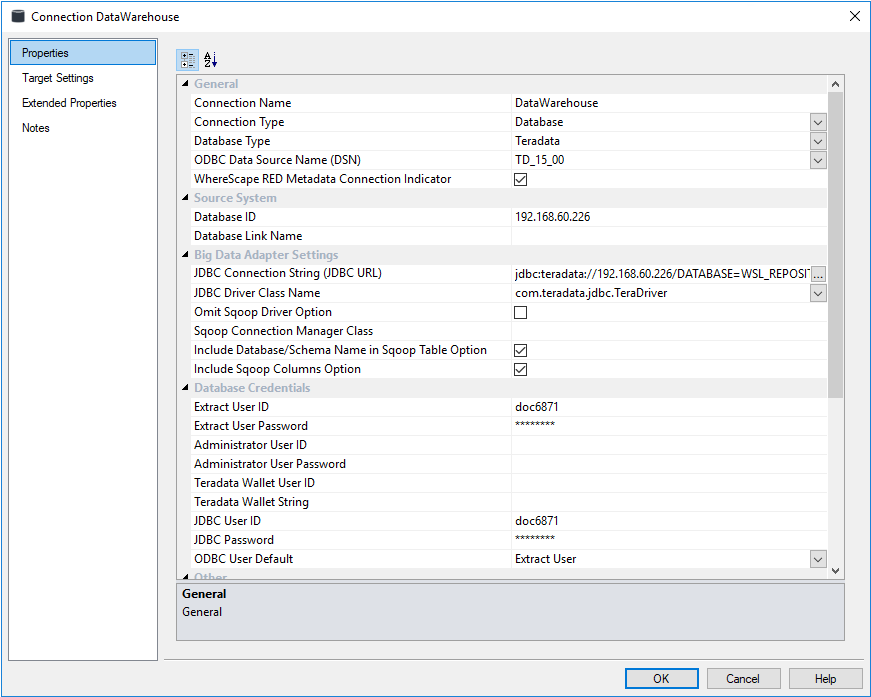 Connection DataWarehouse
Properties
Target Settings
Extended Properties
Notes
General
Connection Name DataWarehouse
Connection Type Database
Database Type Teradata
ODBC Data Source Name (DSN) TD_15_00
WhereScape RED Metadata Connection Indicator
Source System
Database ID 192.168.60.226
Database Link Name
Big Data Adapter Settings
JDBC Connection String (JDBC URL) jdbc:teradata://192.168.60.226/DATABASE=WSL_REPOSIT ...
JDBC Driver Class Name com.teradata.jdbc.TeraDriver
Omit Sqoop Driver Option
Sqoop Connection Manager Class
Include Database/Schema Name in Sqoop Table Option
Include Sqoop Columns Option
Database Credentials
Extract User ID doc6871
Extract User Password ********
Administrator User ID
Administrator User Password
Teradata Wallet User ID
Teradata Wallet String
JDBC User ID doc6871
JDBC Password ********
ODBC User Default Extract User
Other
General
General
OK Cancel Help